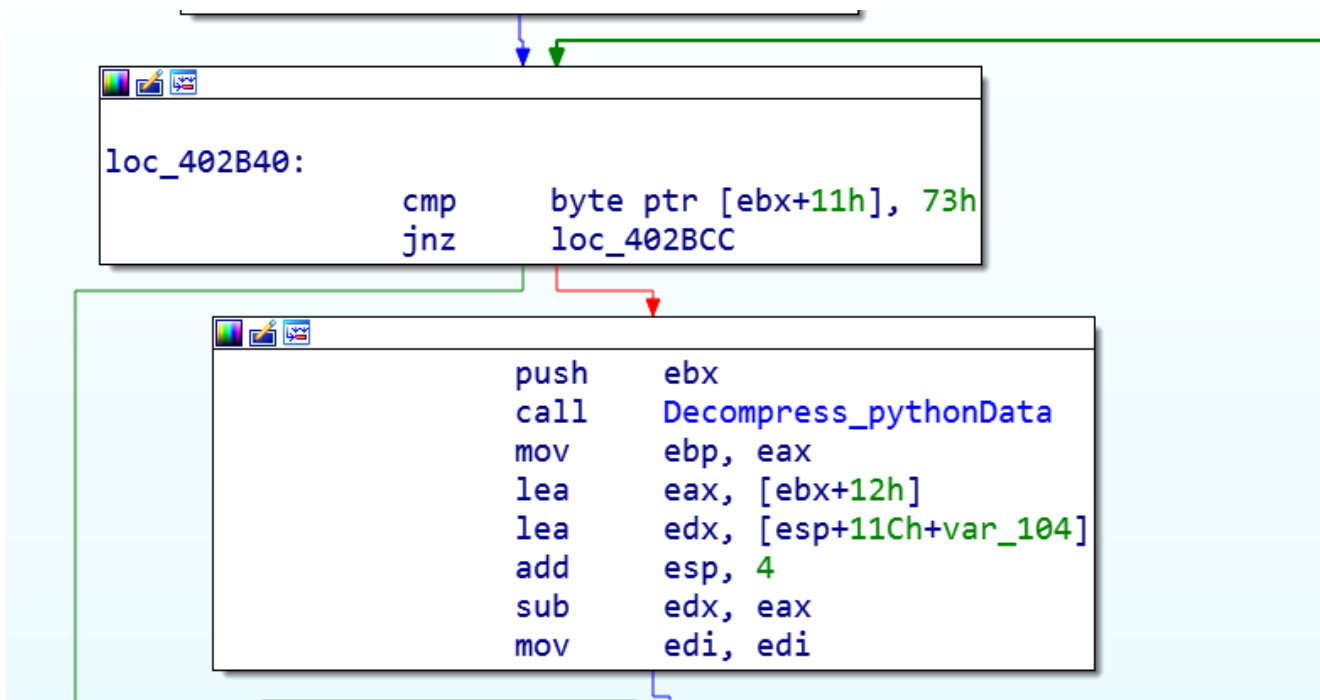 loc_402B40:
cmp byte ptr [ebx+11h], 73h
jnz loc_402BCC
push ebx
call Decompress_pythonData
mov ebp, eax
lea eax, [ebx+12h]
lea edx, [esp+11Ch+var_104]
add esp, 4
sub edx, eax
mov edi, edi